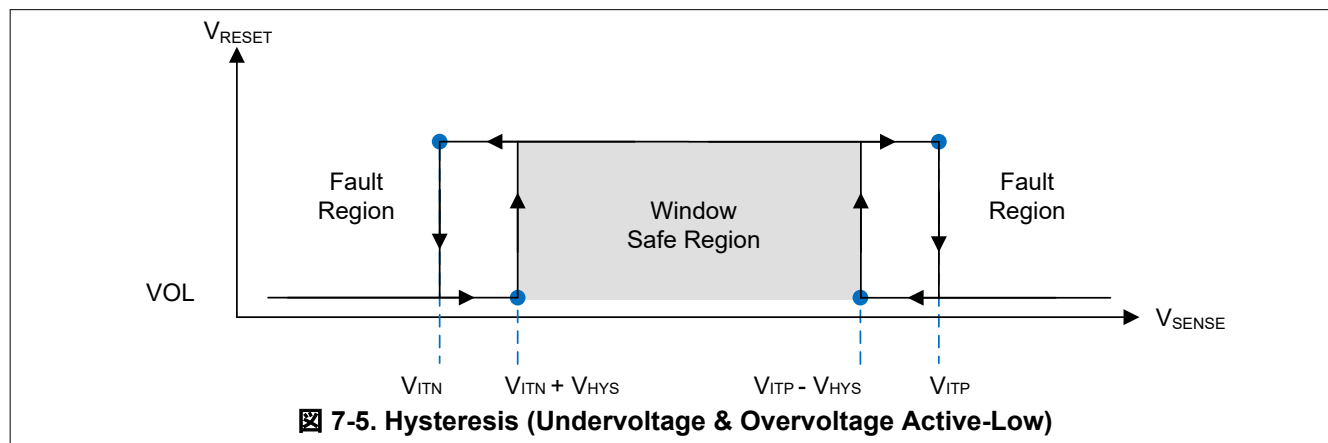 VRESET
Fault
Region
Window
Safe Region
Fault
Region
VOL
VSENSE
VITN
VITN + VHYS
VITP - VHYS
VITP
図 7-5. Hysteresis (Undervoltage & Overvoltage Active-Low)